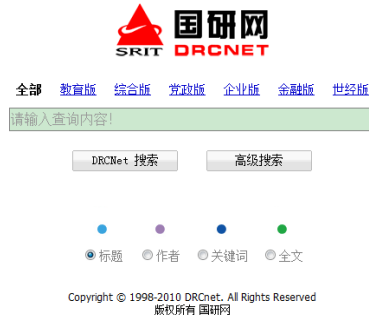 国研网
SRIT DRCNET
全部 教育版 综合版 党政版 企业版 金融版 世经版
请输入查询内容!
DRCNet 搜索 高级搜索
标题 作者 关键词 全文
Copyright © 1998-2010 DRCnet. All Rights Reserved
版权所有 国研网